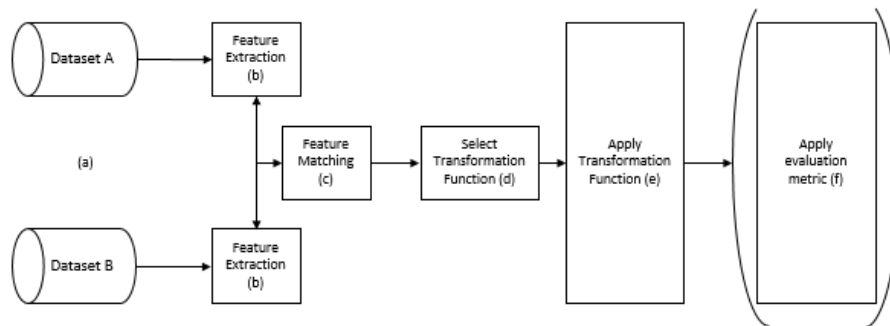 Dataset A
Feature
Extraction
(b)
(a)
Feature
Matching
(c)
Select
Transformation
Function (d)
Apply
Transformation
Function (e)
Apply
evaluation
metric (f)
Dataset B
Feature
Extraction
(b)